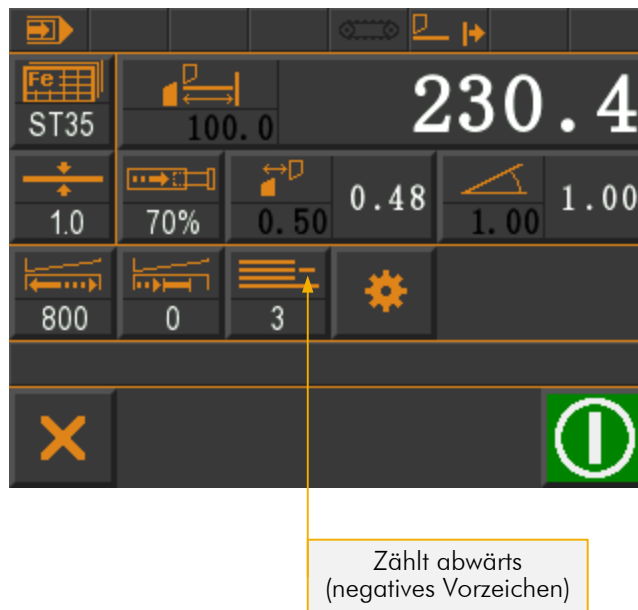 Fe
ST35
100.0
230.4
1.0
70%
0.50
0.48
1.00
1.00
800
0
3
Zählt abwärts
(negatives Vorzeichen)